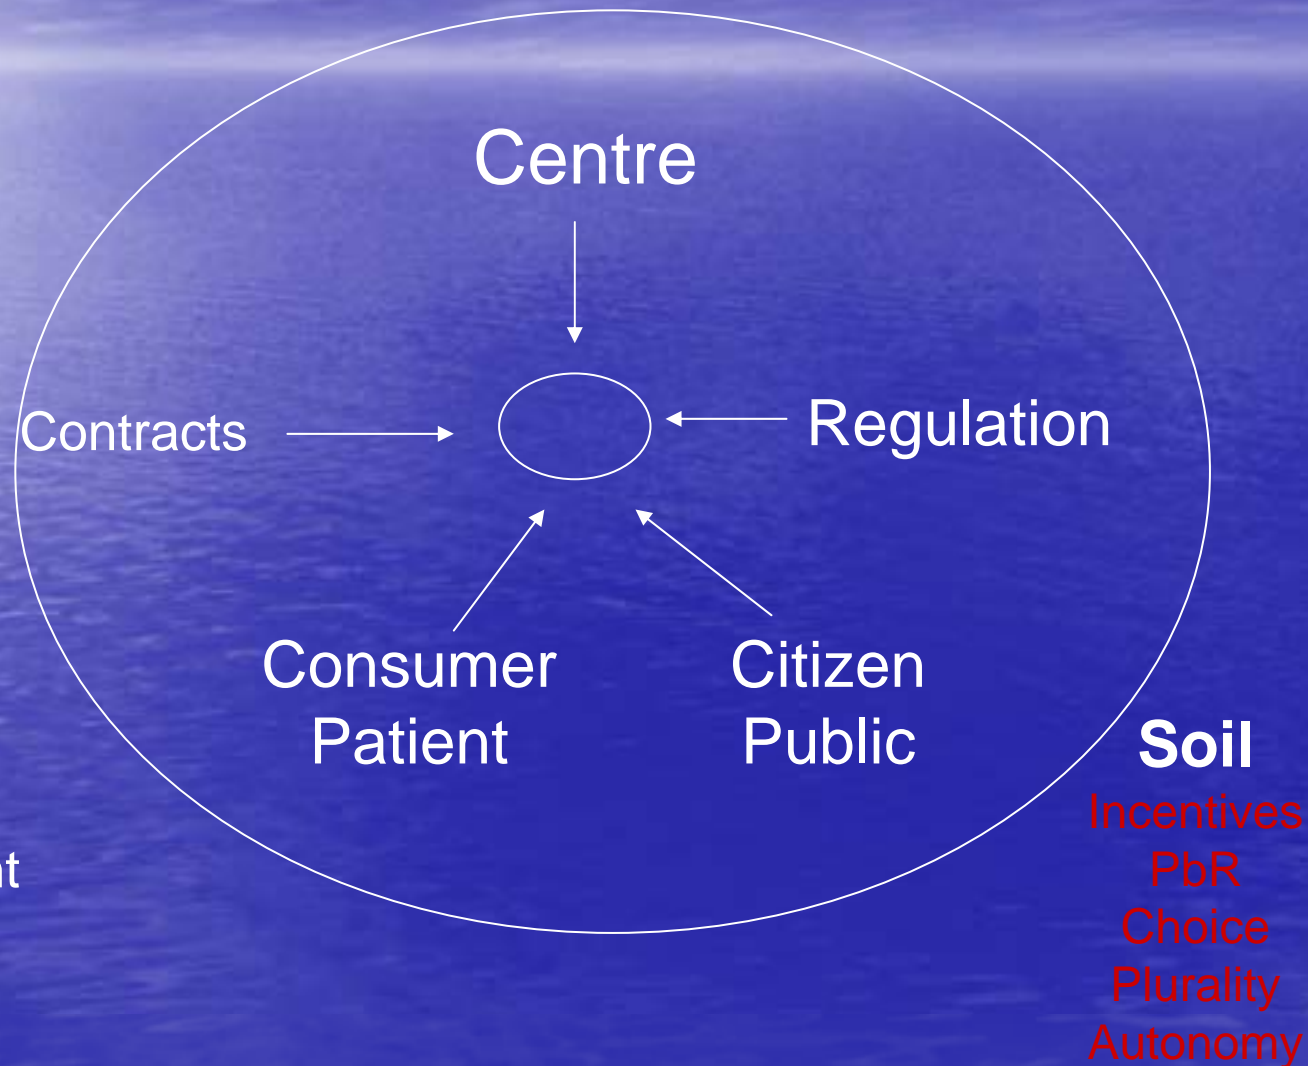 Centre
Contracts
Regulation
Consumer
Patient
Citizen
Public
Soil
Incentives
PbR
Choice
Plurality
Autonomy